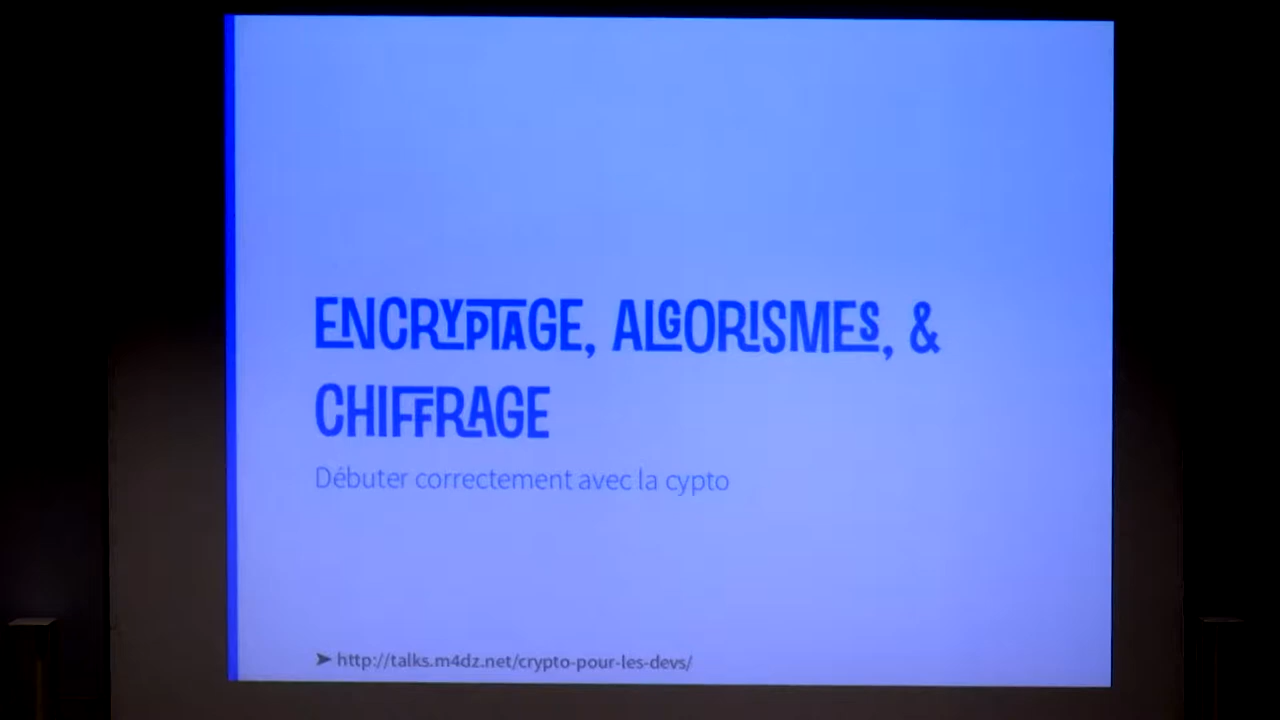 ENCRYPTAGE, ALGORISMES, &
CHIFFRAGE
Débuter correctement avec la cypto
➤ http://talks.m4dz.net/crypto-pour-les-devs/